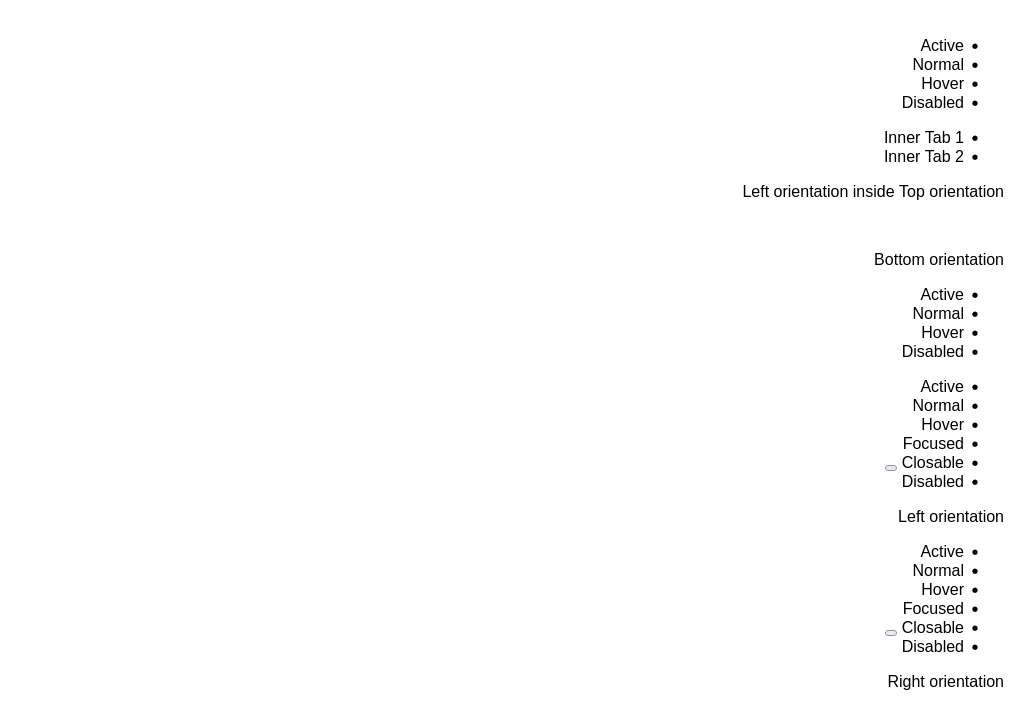 Active
Normal
Hover
Disabled
Inner Tab 1
Inner Tab 2
Left orientation inside Top orientation
Bottom orientation
Active
Normal
Hover
Disabled
Active
Normal
Hover
Focused
Closable
Disabled
Left orientation
Active
Normal
Hover
Focused
Closable
Disabled
Right orientation